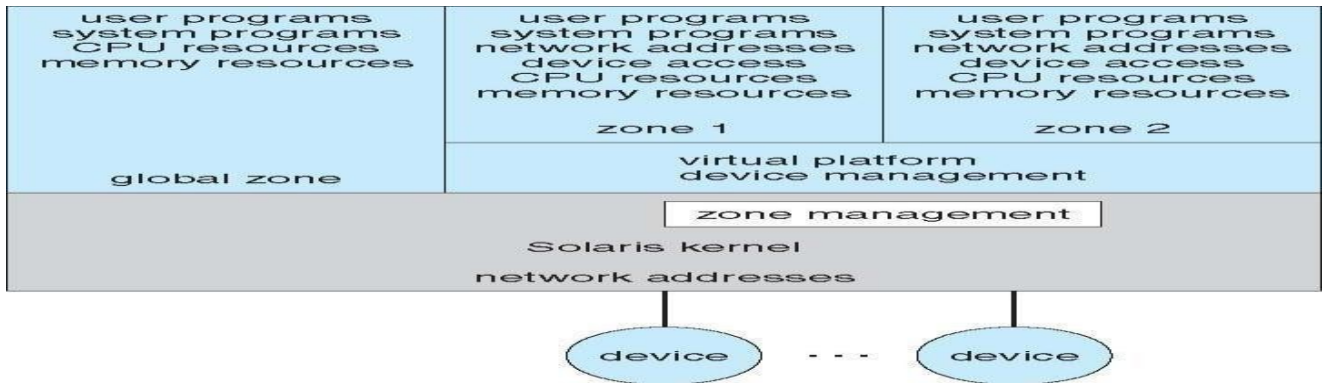 user programs
system programs
CPU resources
memory resources
global zone
user programs
system programs
network addresses
device access
CPU resources
memory resources
zone 1
user programs
system programs
network addresses
device access
CPU resources
memory resources
zone 2
virtual platform
device management
zone management
Solaris kernel
network addresses
device
- - -
device